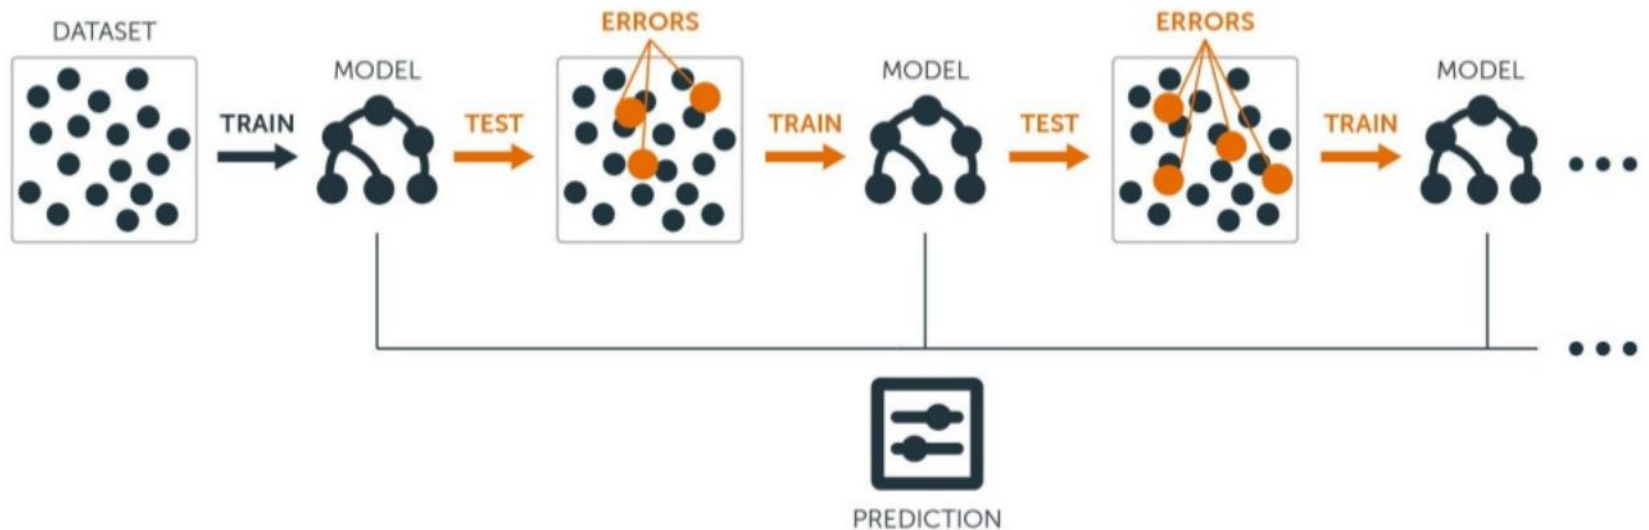 DATASET
TRAIN
MODEL
TEST
ERRORS
TRAIN
MODEL
TEST
ERRORS
TRAIN
MODEL
PREDICTION